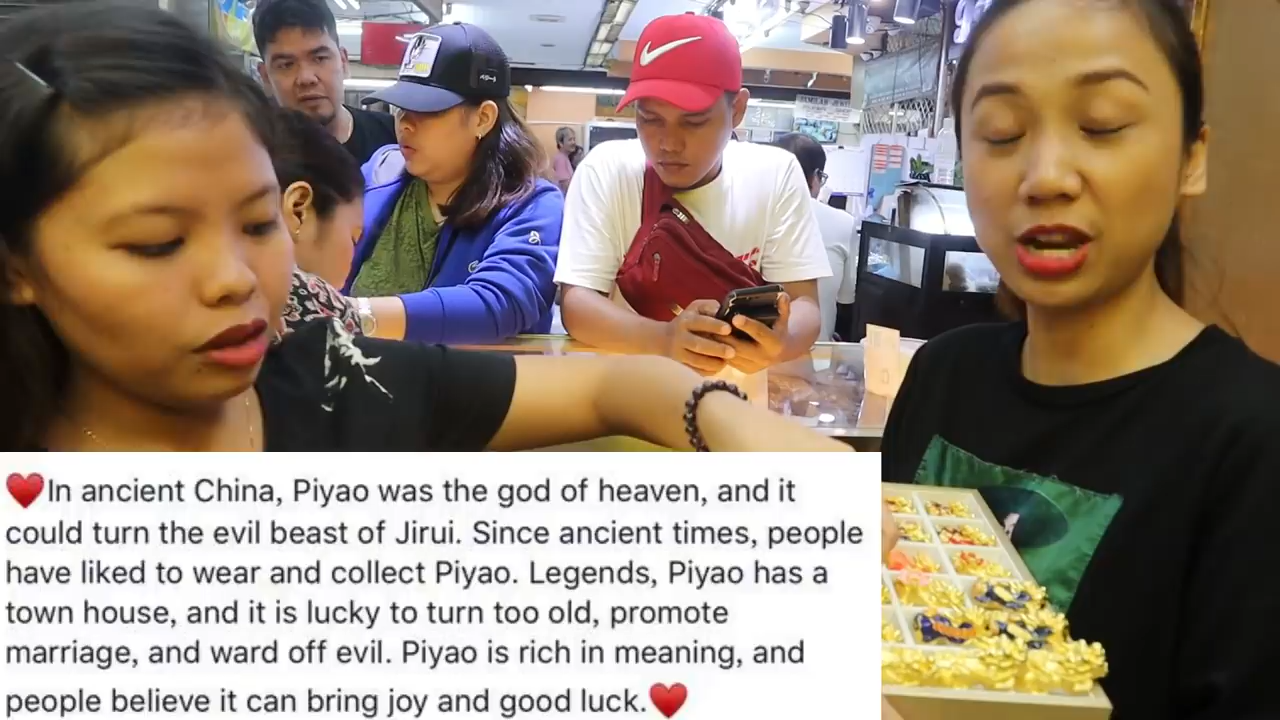 ♥️In ancient China, Piyao was the god of heaven, and it
could turn the evil beast of Jirui. Since ancient times, people
have liked to wear and collect Piyao. Legends, Piyao has a
town house, and it is lucky to turn too old, promote
marriage, and ward off evil. Piyao is rich in meaning, and
people believe it can bring joy and good luck.♥️